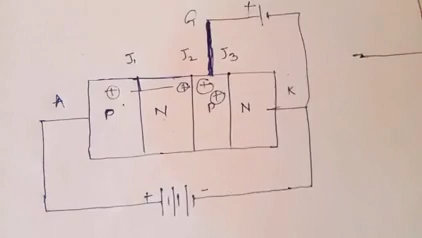 G +
J₁ J₂ J₃
A K
P N P N
+ + + +
+ -